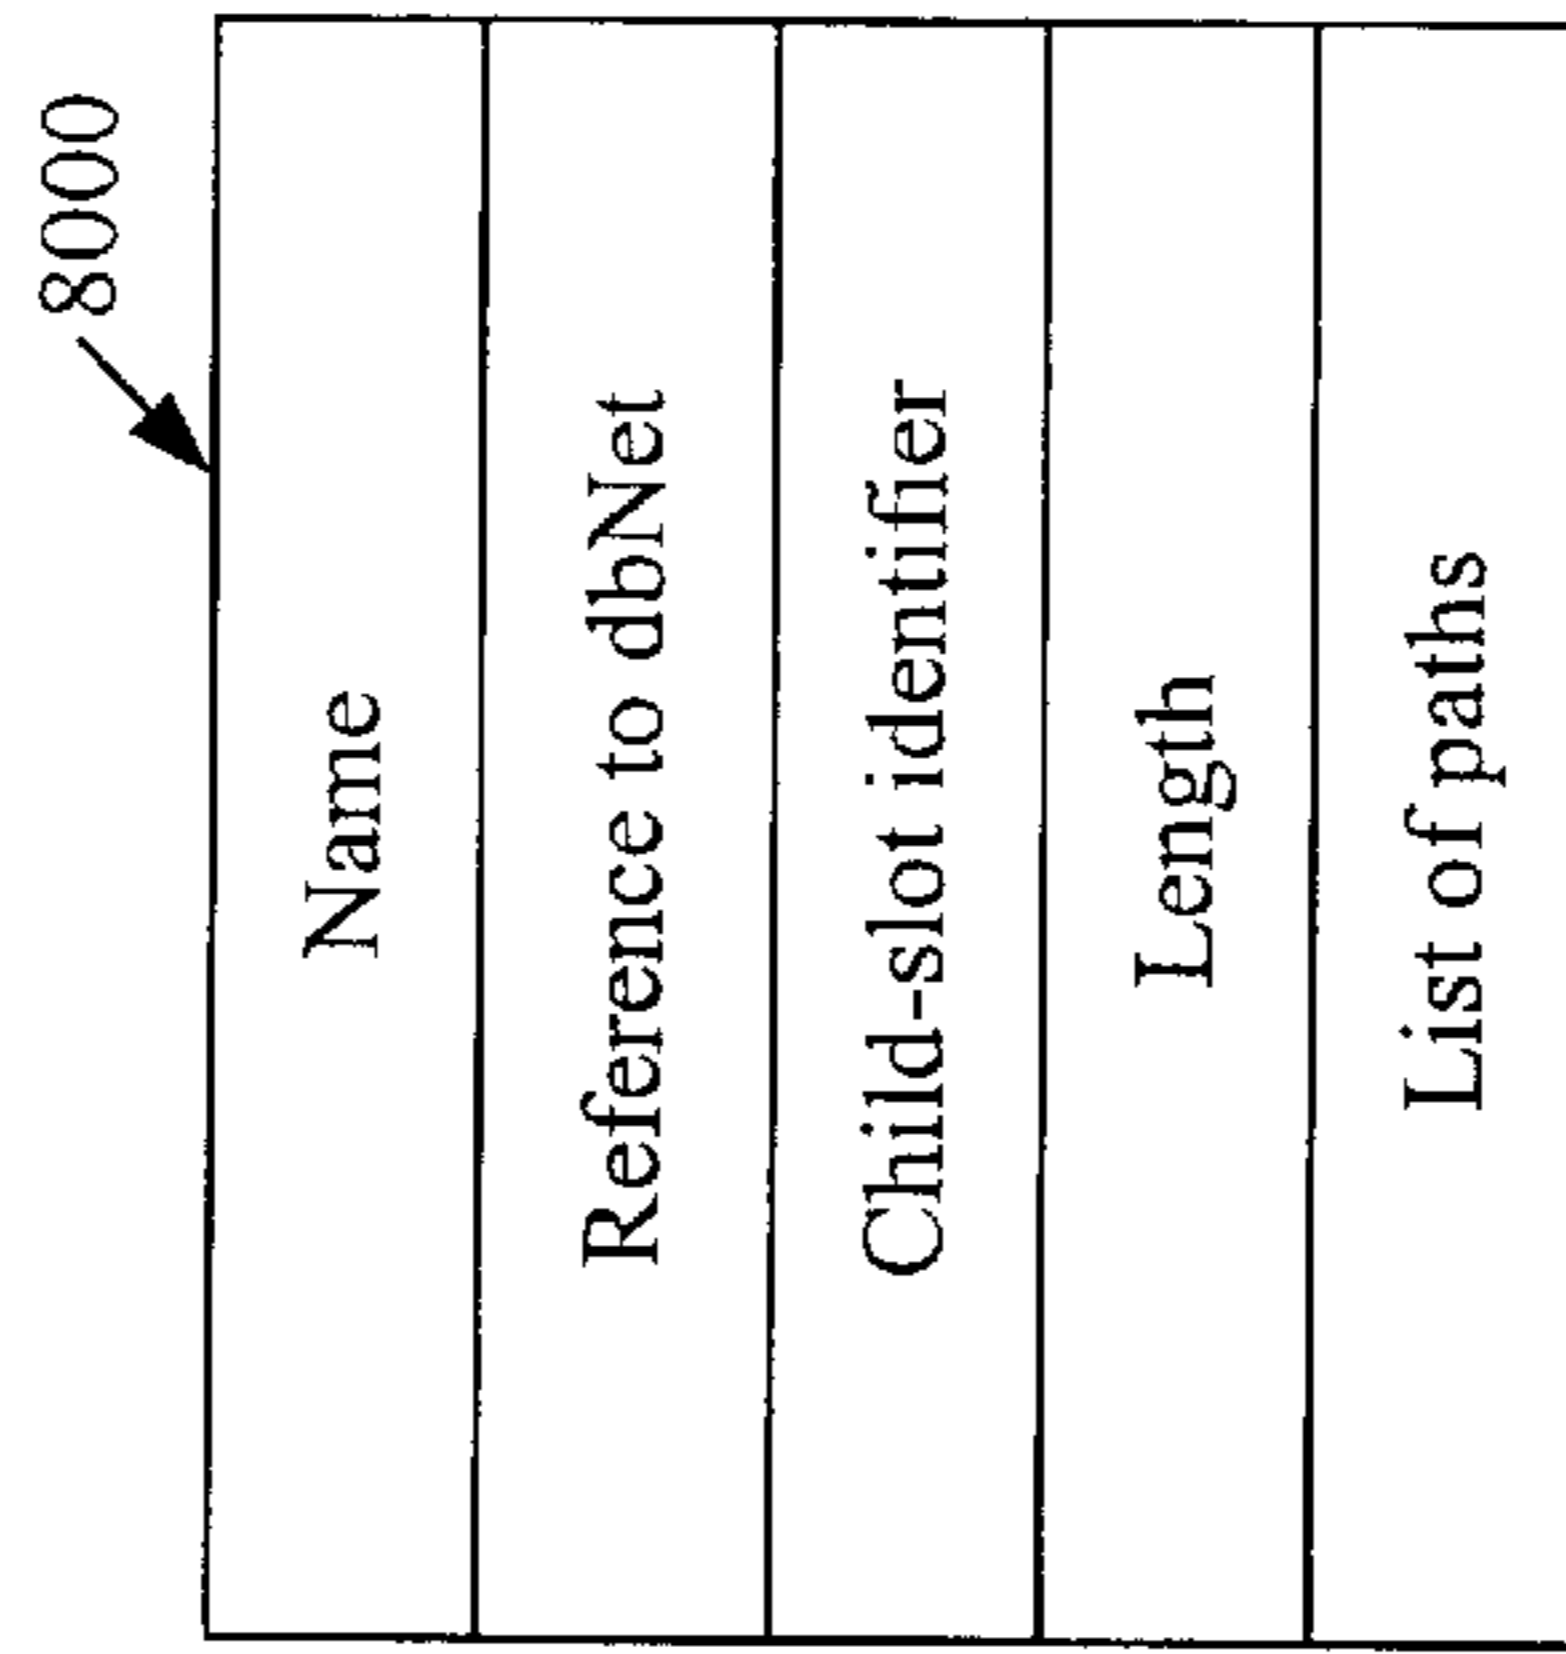 8000
Name
Reference to dbNet
Child-slot identifier
Length
List of paths